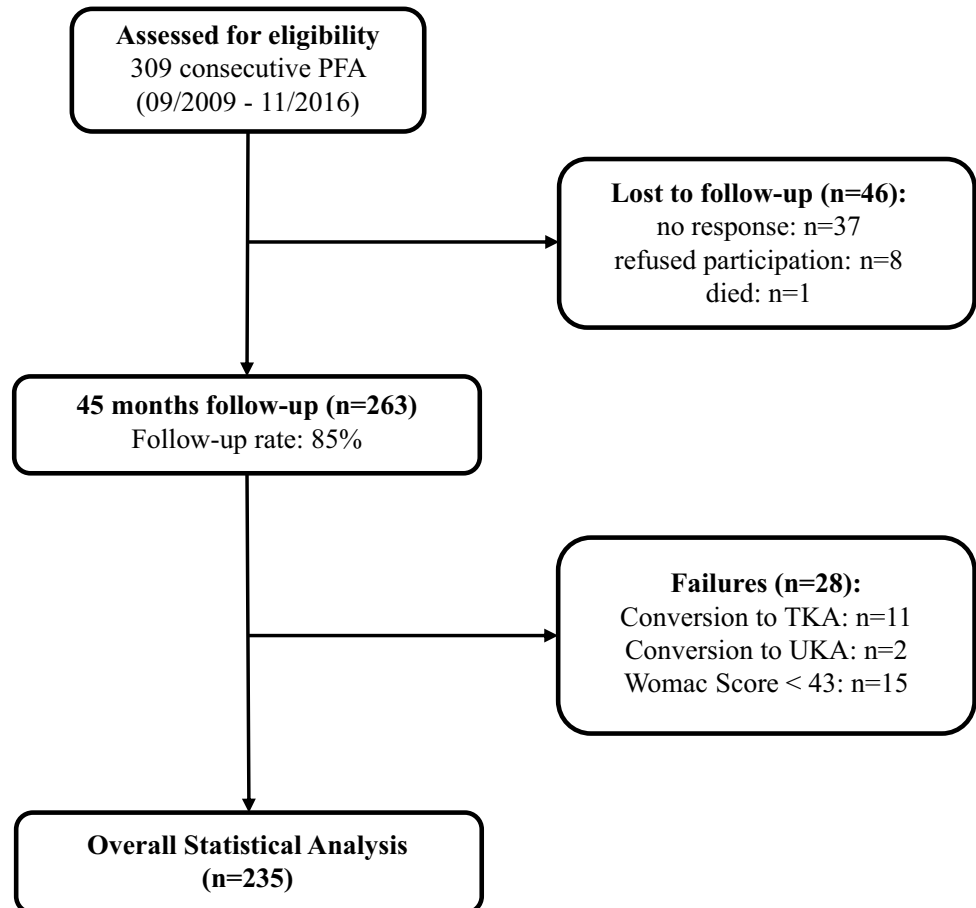 Assessed for eligibility
309 consecutive PFA
(09/2009 - 11/2016)
Lost to follow-up (n=46):
no response: n=37
refused participation: n=8
died: n=1
45 months follow-up (n=263)
Follow-up rate: 85%
Failures (n=28):
Conversion to TKA: n=11
Conversion to UKA: n=2
Womac Score < 43: n=15
Overall Statistical Analysis
(n=235)